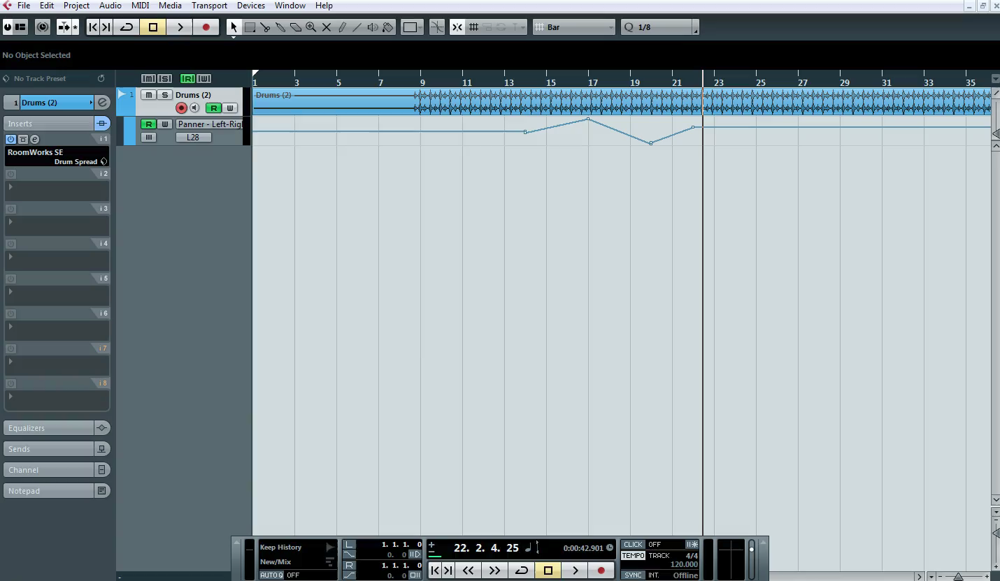 File Edit Project Audio MIDI Media Transport Devices Window Help
Bar
Q 1/8
No Object Selected
No Track Preset
M S R W
1 3 5 7 9 11 13 15 17 19 21 23 25 27 29 31 33 35
1 Drums (2) e
1 M S Drums (2)
R W
Drums (2)
Inserts
R W Panner - Left-Righ
L28
e i 1
RoomWorks SE
Drum Spread
i 2
i 3
i 4
i 5
i 6
i 7
i 8
Equalizers
Sends
Channel
Notepad
Keep History
New/Mix
AUTO Q OFF
L 1. 1. 1. 0
0. 0
R 1. 1. 1. 0
0. 0
22. 2. 4. 25
0:00:42.901
CLICK OFF
TEMPO TRACK 4/4
120.000
SYNC INT. Offline